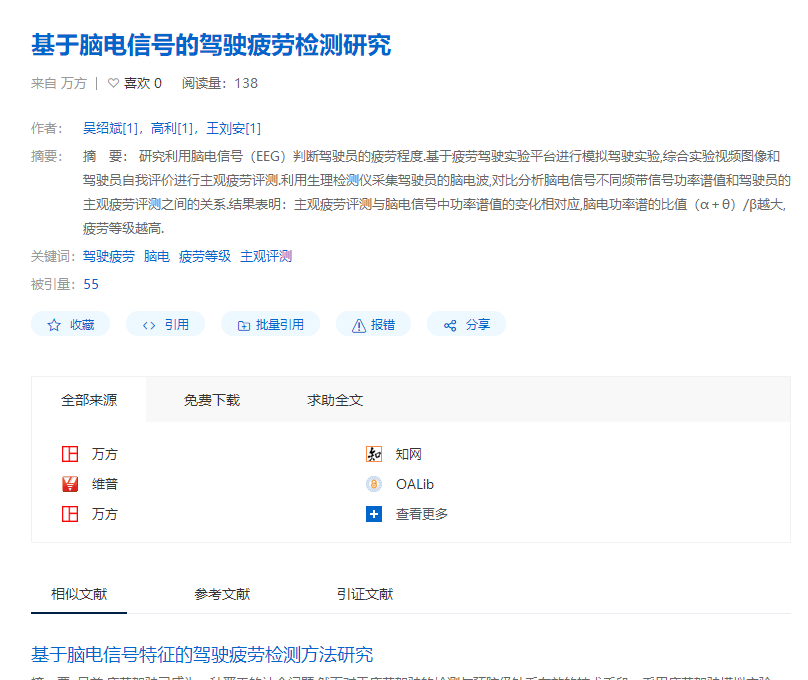 基于脑电信号的驾驶疲劳检测研究
来自 万方 | ♡ 喜欢 0 阅读量： 138
作者： 吴绍斌[1]， 高利[1]， 王刘安[1]
摘要： 摘 要： 研究利用脑电信号（EEG）判断驾驶员的疲劳程度.基于疲劳驾驶实验平台进行模拟驾驶实验,综合实验视频图像和
驾驶员自我评价进行主观疲劳评测.利用生理检测仪采集驾驶员的脑电波,对比分析脑电信号不同频带信号功率谱值和驾驶员的
主观疲劳评测之间的关系.结果表明：主观疲劳评测与脑电信号中功率谱值的变化相对应,脑电功率谱的比值（α＋θ）/β越大,
疲劳等级越高.
关键词： 驾驶疲劳 脑电 疲劳等级 主观评测
被引量： 55
收藏 引用 批量引用 报错 分享
全部来源 免费下载 求助全文
万方 知网
维普 OALib
万方 查看更多
相似文献 参考文献 引证文献
基于脑电信号特征的驾驶疲劳检测方法研究